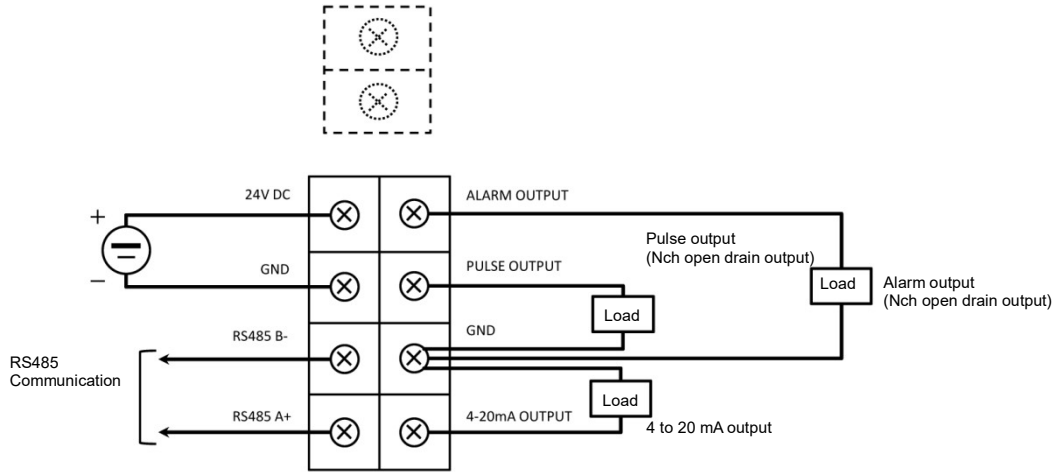 24V DC
ALARM OUTPUT
+
Pulse output
(Nch open drain output)
GND
PULSE OUTPUT
−
Load
Alarm output
(Nch open drain output)
Load
RS485 B-
GND
RS485
Communication
Load
RS485 A+
4-20mA OUTPUT
4 to 20 mA output